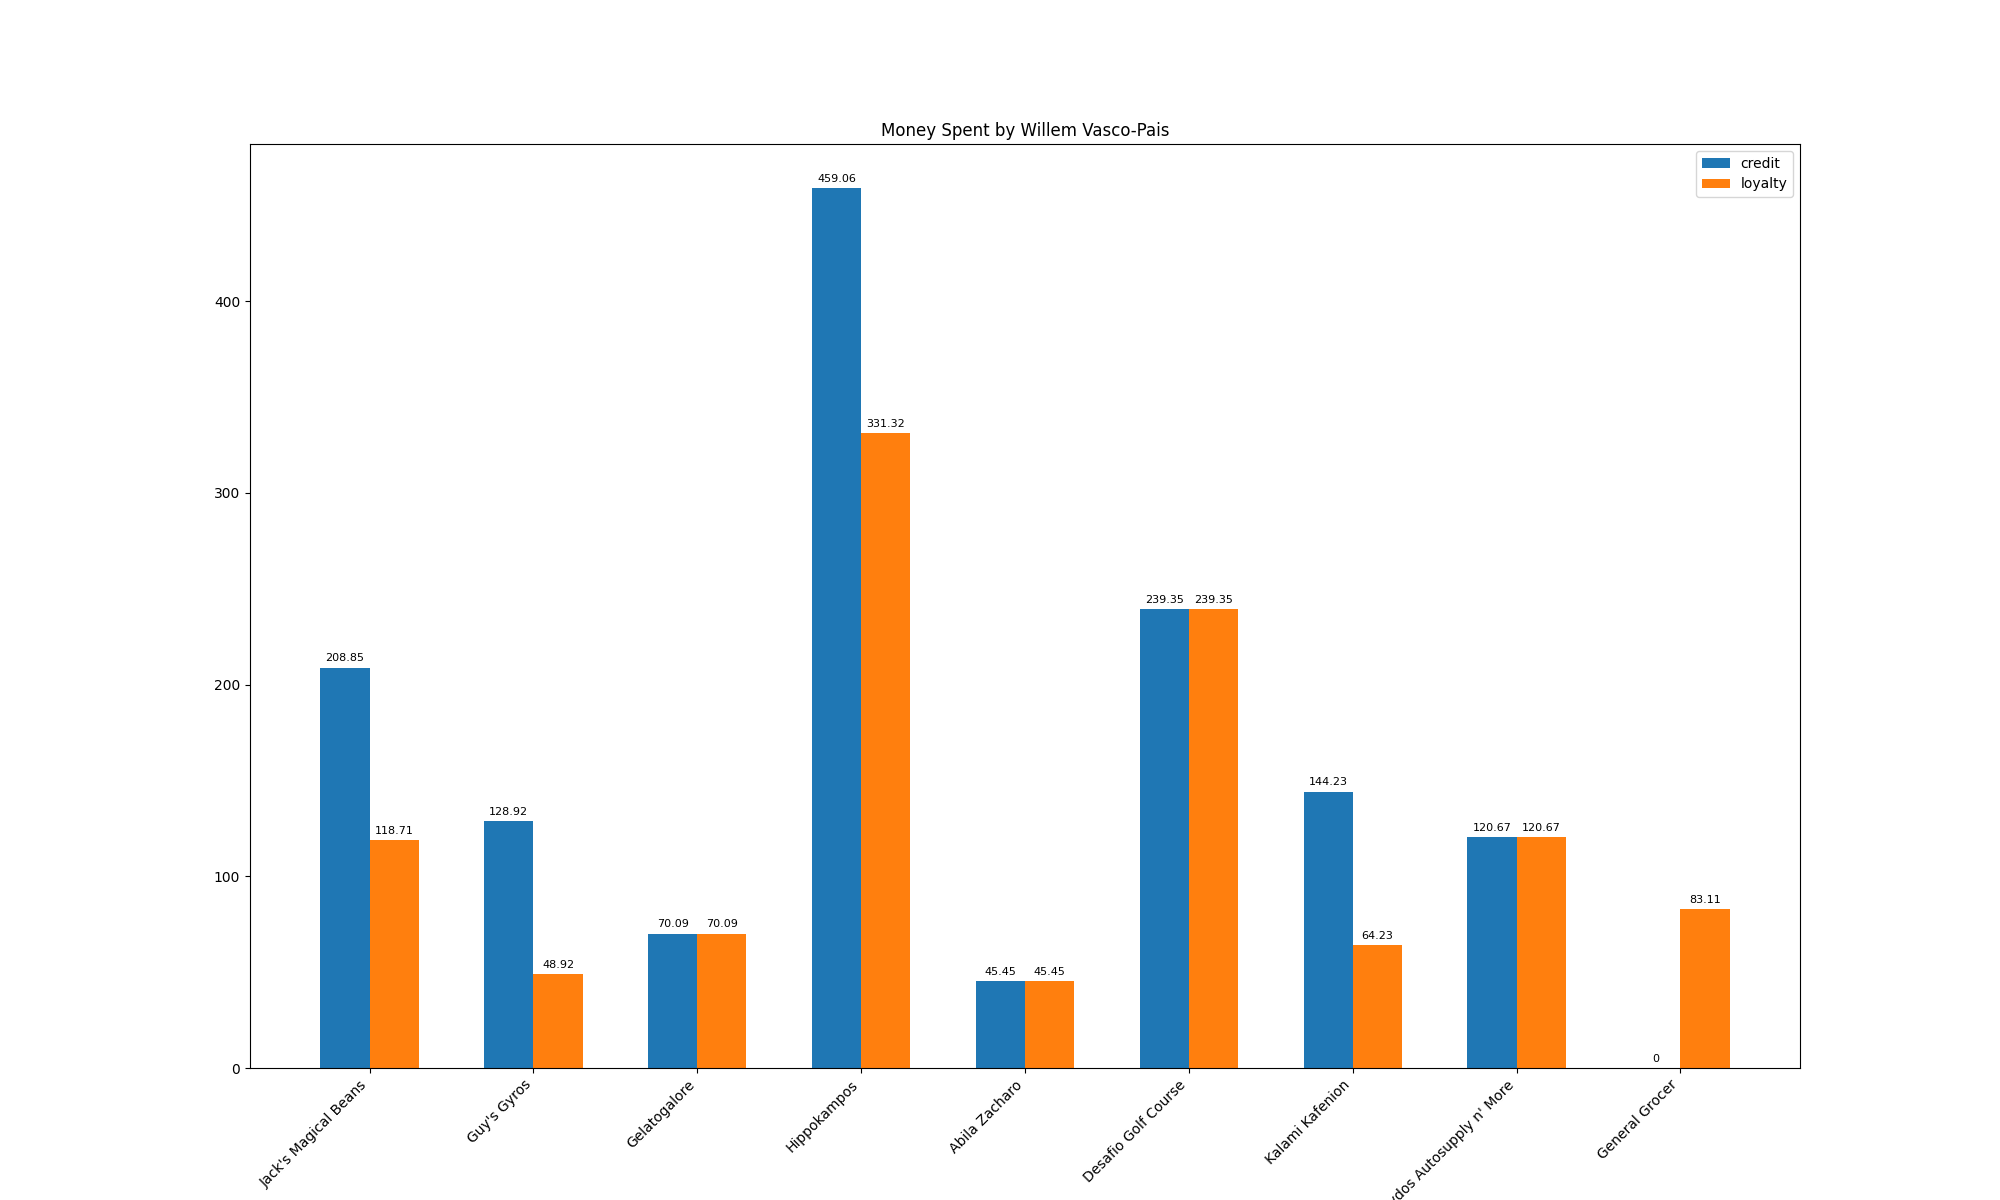 Money Spent by Willem Vasco-Pais
credit
loyalty
400
300
200
100
0
459.06
331.32
239.35 239.35
208.85
144.23
128.92
118.71
120.67 120.67
70.09 70.09
83.11
64.23
48.92
45.45 45.45
0
Jack's Magical Beans
Guy's Gyros
Gelatogalore
Hippokampos
Abila Zacharo
Desafio Golf Course
Kalami Kafenion
Autosupply n' More
General Grocer